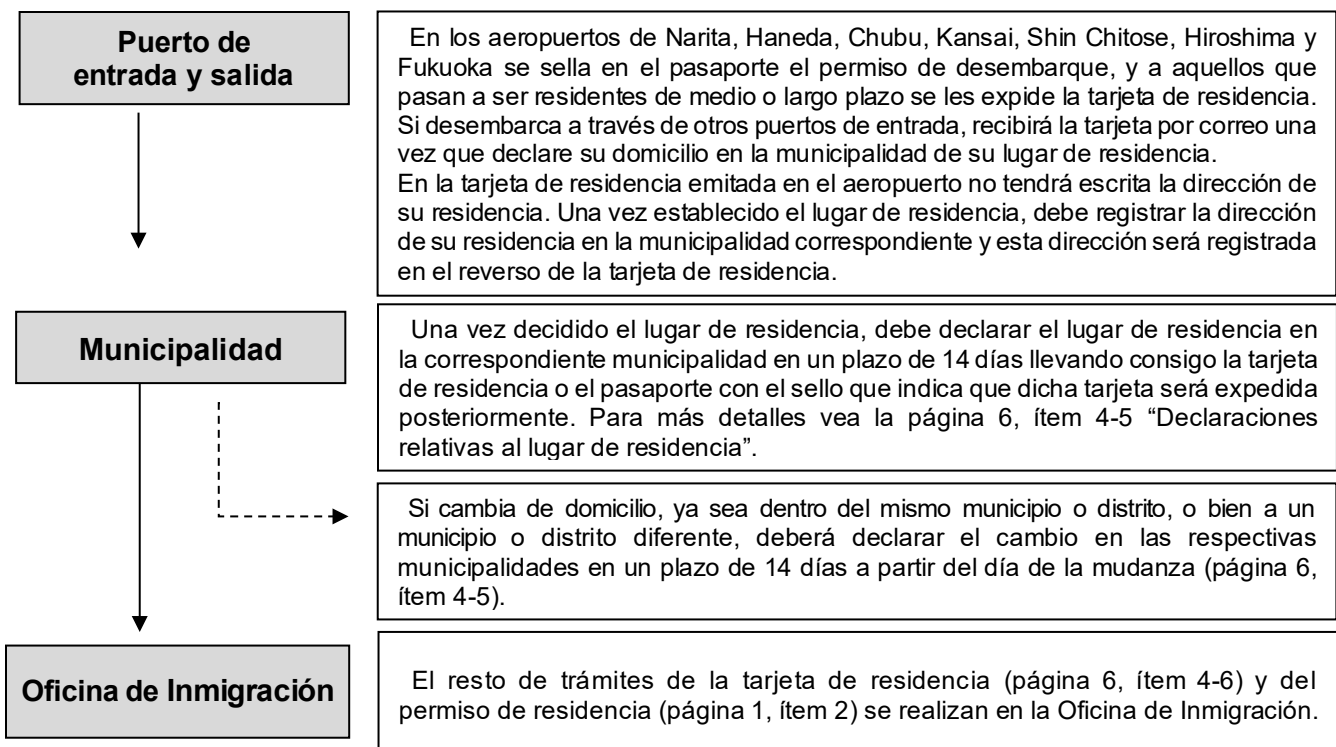 Puerto de
entrada y salida
En los aeropuertos de Narita, Haneda, Chubu, Kansai, Shin Chitose, Hiroshima y
Fukuoka se sella en el pasaporte el permiso de desembarque, y a aquellos que
pasan a ser residentes de medio o largo plazo se les expide la tarjeta de residencia.
Si desembarca a través de otros puertos de entrada, recibirá la tarjeta por correo una
vez que declare su domicilio en la municipalidad de su lugar de residencia.
En la tarjeta de residencia emitada en el aeropuerto no tendrá escrita la dirección de
su residencia. Una vez establecido el lugar de residencia, debe registrar la dirección
de su residencia en la municipalidad correspondiente y esta dirección será registrada
en el reverso de la tarjeta de residencia.
Municipalidad
Una vez decidido el lugar de residencia, debe declarar el lugar de residencia en
la correspondiente municipalidad en un plazo de 14 días llevando consigo la tarjeta
de residencia o el pasaporte con el sello que indica que dicha tarjeta será expedida
posteriormente. Para más detalles vea la página 6, ítem 4-5 “Declaraciones
relativas al lugar de residencia”.
Si cambia de domicilio, ya sea dentro del mismo municipio o distrito, o bien a un
municipio o distrito diferente, deberá declarar el cambio en las respectivas
municipalidades en un plazo de 14 días a partir del día de la mudanza (página 6,
ítem 4-5).
Oficina de Inmigración
El resto de trámites de la tarjeta de residencia (página 6, ítem 4-6) y del
permiso de residencia (página 1, ítem 2) se realizan en la Oficina de Inmigración.